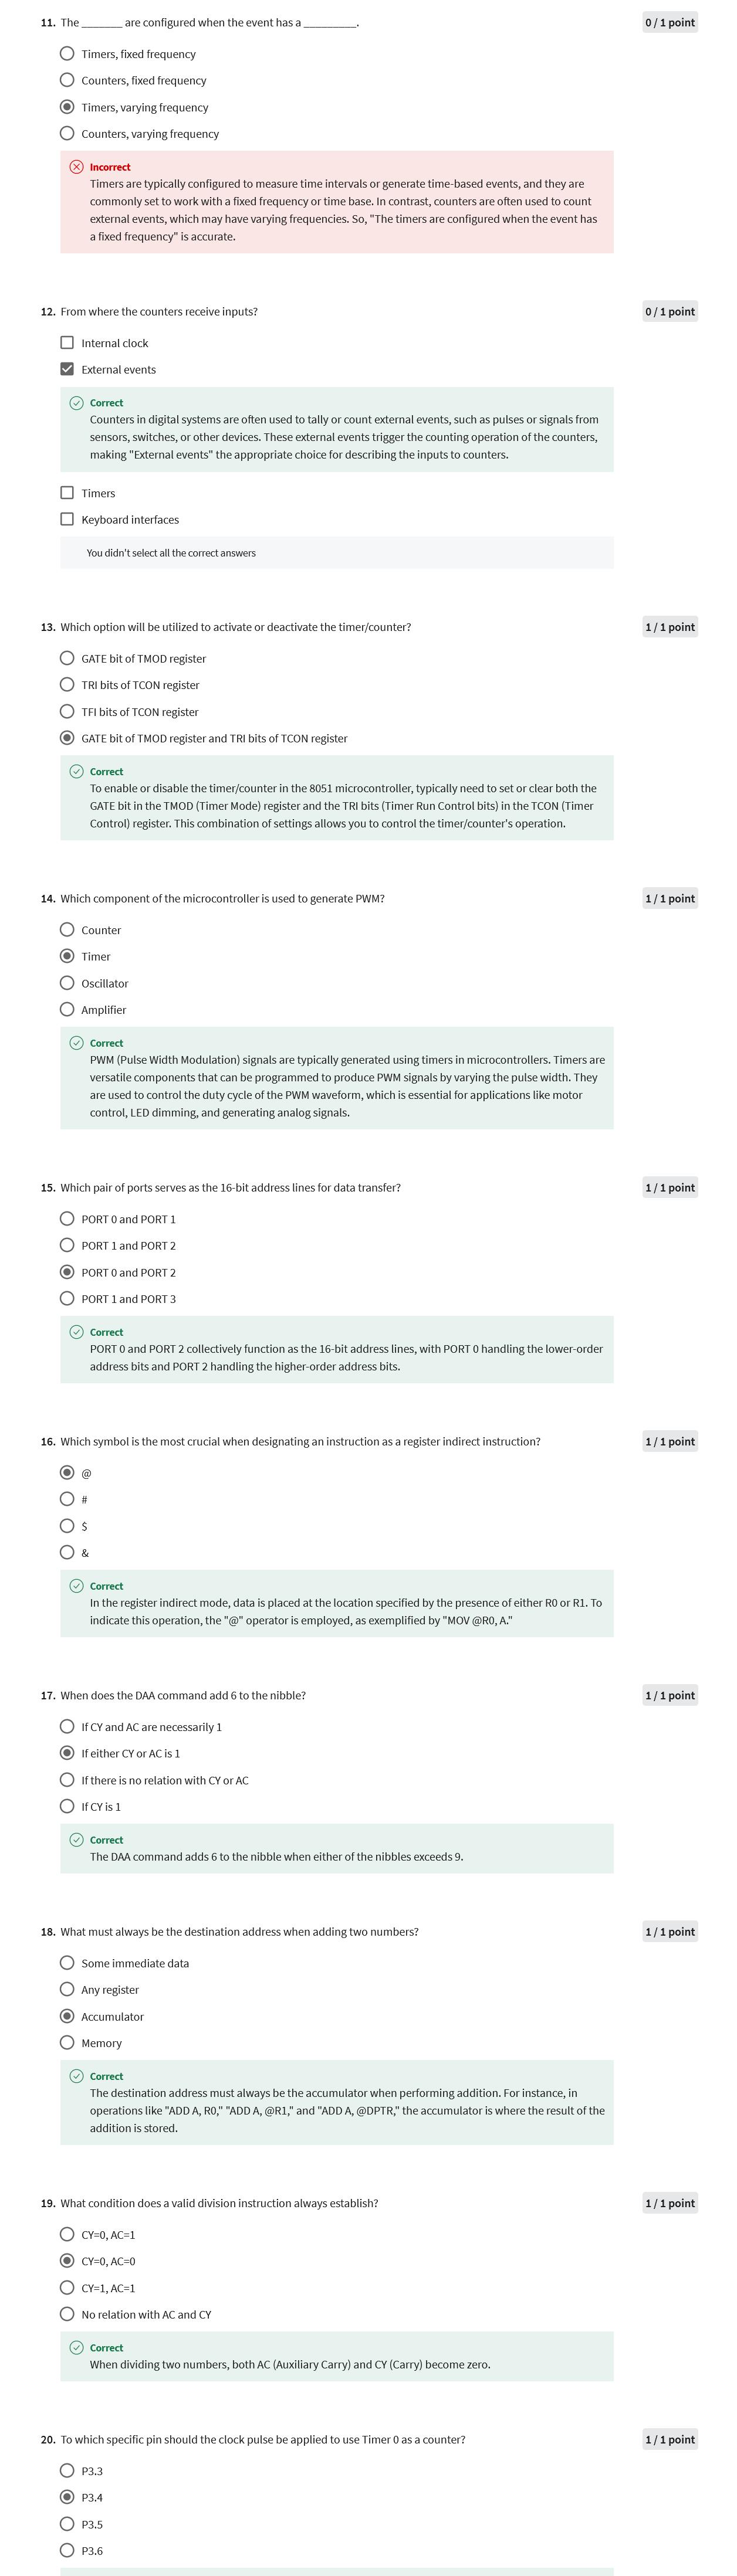 11. The _______ are configured when the event has a _________.
0 / 1 point
Timers, fixed frequency
Counters, fixed frequency
Timers, varying frequency
Counters, varying frequency
Incorrect
Timers are typically configured to measure time intervals or generate time-based events, and they are
commonly set to work with a fixed frequency or time base. In contrast, counters are often used to count
external events, which may have varying frequencies. So, "The timers are configured when the event has
a fixed frequency" is accurate.
12. From where the counters receive inputs?
0 / 1 point
Internal clock
External events
Correct
Counters in digital systems are often used to tally or count external events, such as pulses or signals from
sensors, switches, or other devices. These external events trigger the counting operation of the counters,
making "External events" the appropriate choice for describing the inputs to counters.
Timers
Keyboard interfaces
You didn't select all the correct answers
13. Which option will be utilized to activate or deactivate the timer/counter?
1 / 1 point
GATE bit of TMOD register
TRI bits of TCON register
TFI bits of TCON register
GATE bit of TMOD register and TRI bits of TCON register
Correct
To enable or disable the timer/counter in the 8051 microcontroller, typically need to set or clear both the
GATE bit in the TMOD (Timer Mode) register and the TRI bits (Timer Run Control bits) in the TCON (Timer
Control) register. This combination of settings allows you to control the timer/counter's operation.
14. Which component of the microcontroller is used to generate PWM?
1 / 1 point
Counter
Timer
Oscillator
Amplifier
Correct
PWM (Pulse Width Modulation) signals are typically generated using timers in microcontrollers. Timers are
versatile components that can be programmed to produce PWM signals by varying the pulse width. They
are used to control the duty cycle of the PWM waveform, which is essential for applications like motor
control, LED dimming, and generating analog signals.
15. Which pair of ports serves as the 16-bit address lines for data transfer?
1 / 1 point
PORT 0 and PORT 1
PORT 1 and PORT 2
PORT 0 and PORT 2
PORT 1 and PORT 3
Correct
PORT 0 and PORT 2 collectively function as the 16-bit address lines, with PORT 0 handling the lower-order
address bits and PORT 2 handling the higher-order address bits.
16. Which symbol is the most crucial when designating an instruction as a register indirect instruction?
1 / 1 point
@
#
$
&
Correct
In the register indirect mode, data is placed at the location specified by the presence of either R0 or R1. To
indicate this operation, the "@" operator is employed, as exemplified by "MOV @R0, A."
17. When does the DAA command add 6 to the nibble?
1 / 1 point
If CY and AC are necessarily 1
If either CY or AC is 1
If there is no relation with CY or AC
If CY is 1
Correct
The DAA command adds 6 to the nibble when either of the nibbles exceeds 9.
18. What must always be the destination address when adding two numbers?
1 / 1 point
Some immediate data
Any register
Accumulator
Memory
Correct
The destination address must always be the accumulator when performing addition. For instance, in
operations like "ADD A, R0," "ADD A, @R1," and "ADD A, @DPTR," the accumulator is where the result of the
addition is stored.
19. What condition does a valid division instruction always establish?
1 / 1 point
CY=0, AC=1
CY=0, AC=0
CY=1, AC=1
No relation with AC and CY
Correct
When dividing two numbers, both AC (Auxiliary Carry) and CY (Carry) become zero.
20. To which specific pin should the clock pulse be applied to use Timer 0 as a counter?
1 / 1 point
P3.3
P3.4
P3.5
P3.6